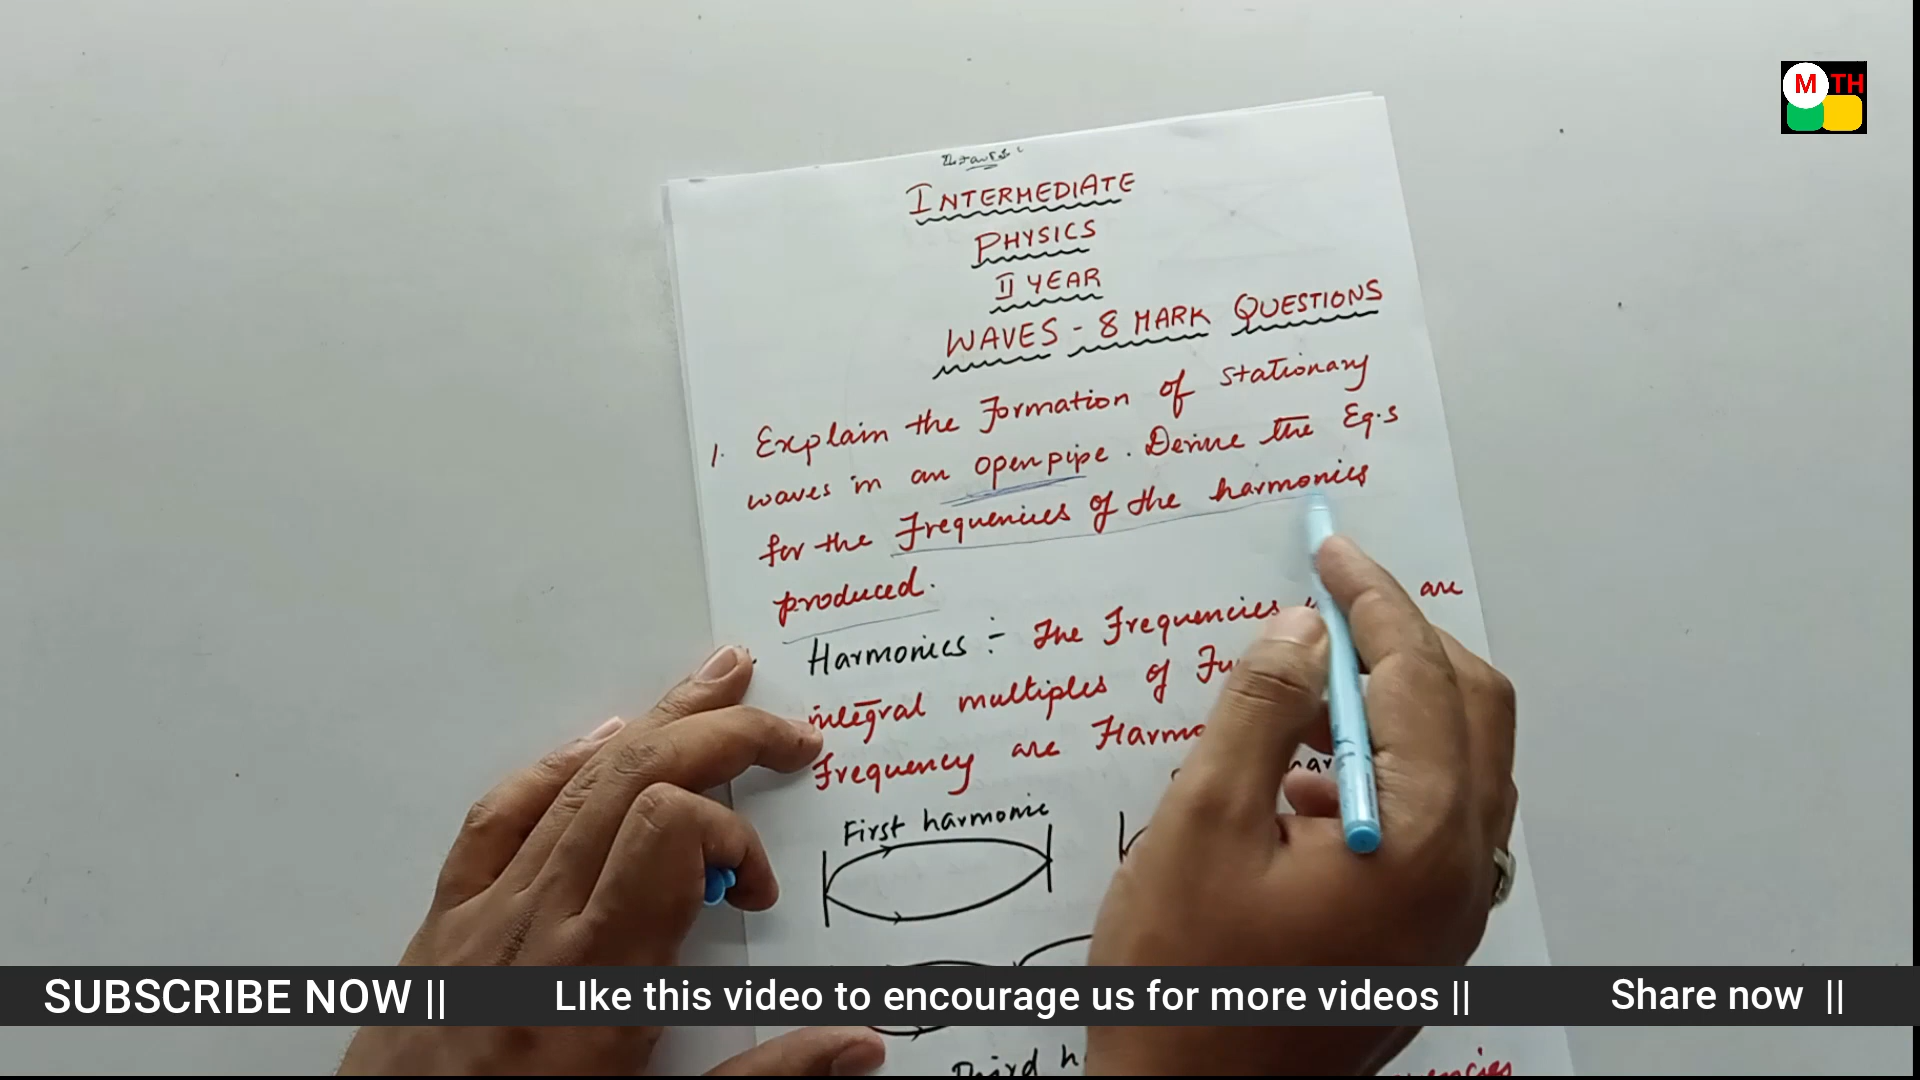 M TH
INTERMEDIATE
PHYSICS
II YEAR
WAVES - 8 MARK QUESTIONS
1. Explain the Formation of stationary
waves in an open pipe. Derive the Eq.s
for the Frequencies of the harmonics
produced.
Harmonics :- The Frequencies are
integral multiples of
Frequency are
First harmonic
Third
SUBSCRIBE NOW || LIke this video to encourage us for more videos || Share now ||